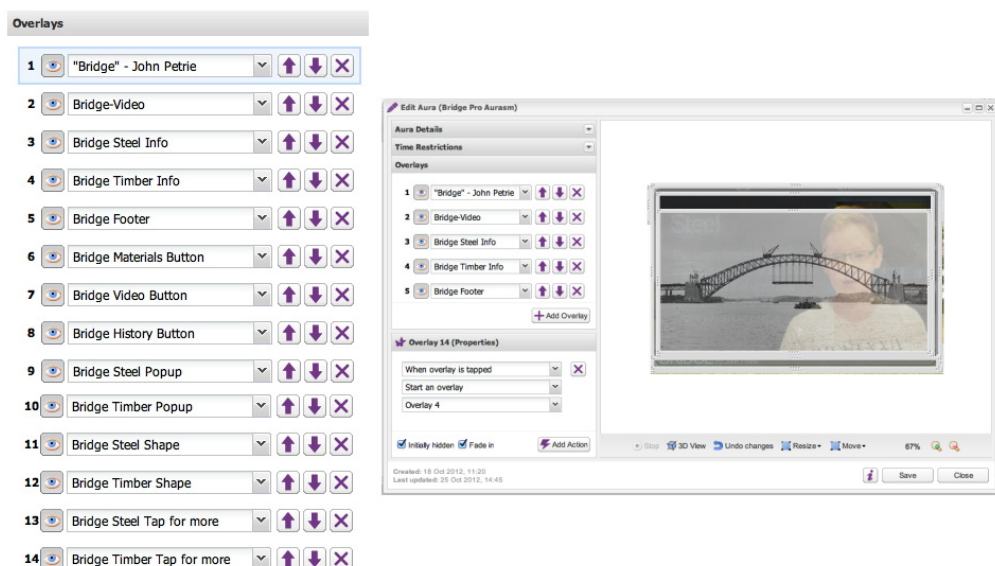 Overlays
1 "Bridge" - John Petrie
2 Bridge-Video
3 Bridge Steel Info
4 Bridge Timber Info
5 Bridge Footer
6 Bridge Materials Button
7 Bridge Video Button
8 Bridge History Button
9 Bridge Steel Popup
10 Bridge Timber Popup
11 Bridge Steel Shape
12 Bridge Timber Shape
13 Bridge Steel Tap for more
14 Bridge Timber Tap for more
Edit Aura (Bridge Pro Aurasm)
Aura Details
Time Restrictions
Overlays
1 "Bridge" - John Petrie
2 Bridge-Video
3 Bridge Steel Info
4 Bridge Timber Info
5 Bridge Footer
Add Overlay
Overlay 14 (Properties)
When overlay is tapped
Start an overlay
Overlay 4
Initially hidden Fade in Add Action
Created: 18 Oct 2012, 11:20
Last updated: 25 Oct 2012, 14:45
Steel
Stop 3D View Undo changes Resize Move 67%
i Save Close